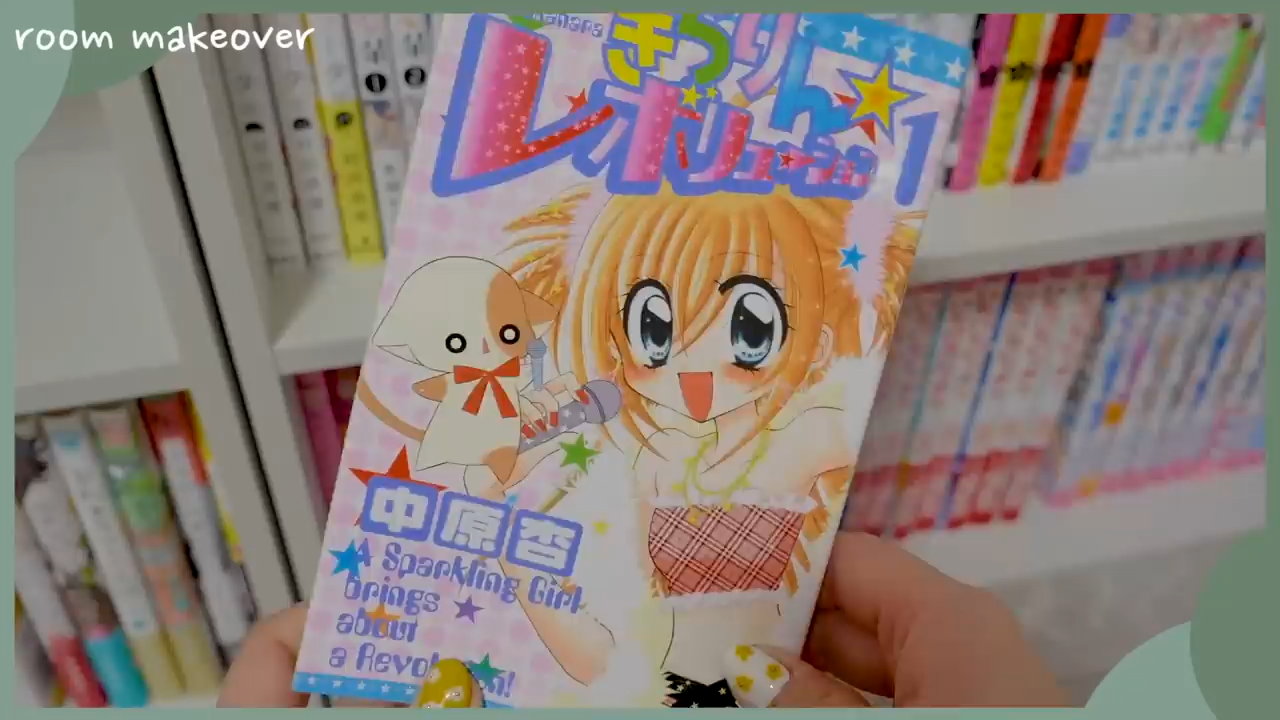 room makeover
きらりん
レボリューション 1
中原杏
A Sparkling Girl
brings
about